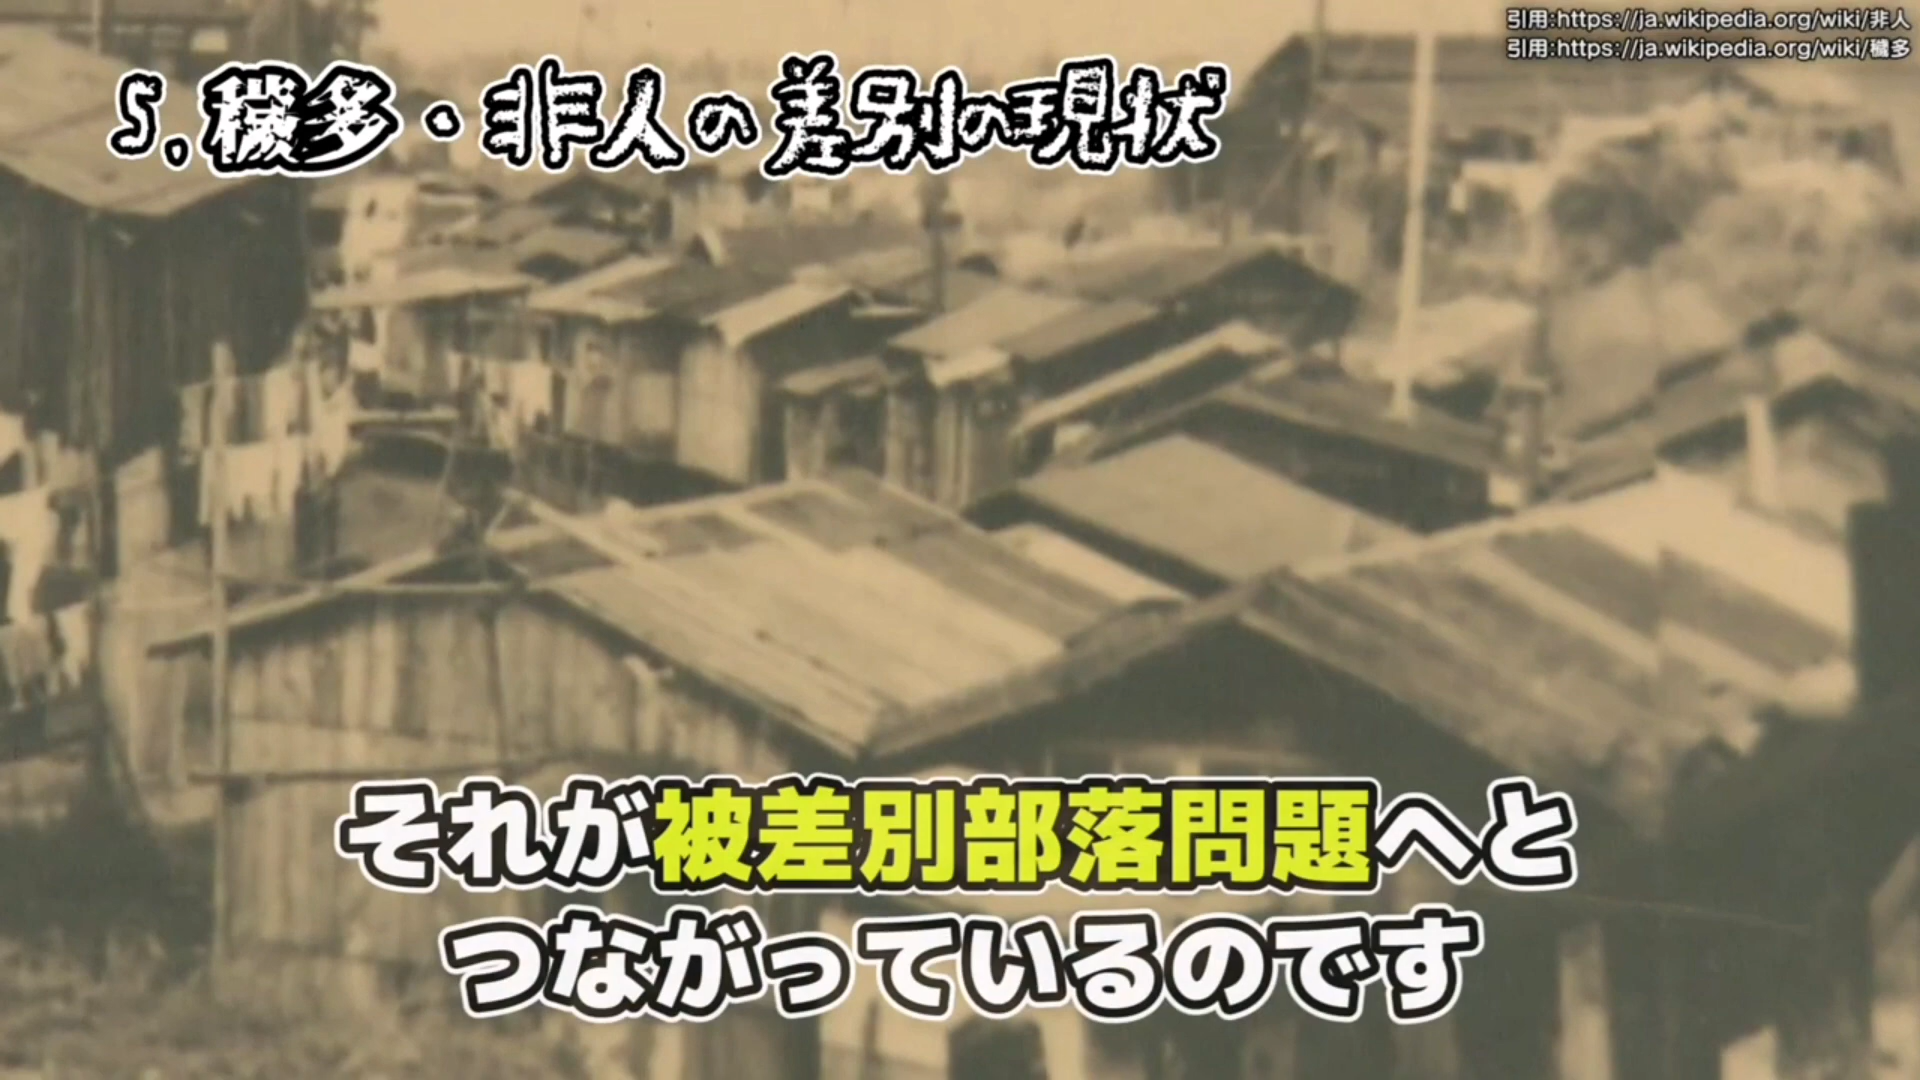 引用:https://ja.wikipedia.org/wiki/非人
引用:https://ja.wikipedia.org/wiki/穢多
5.穢多・非人の差別の現状
それが被差別部落問題へと
つながっているのです